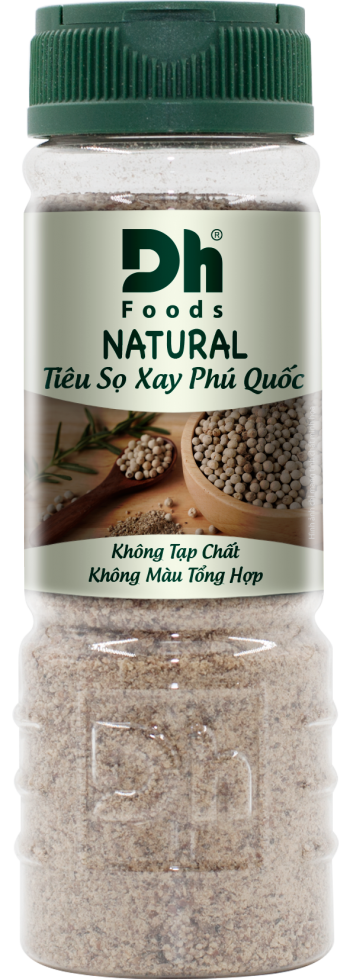 Dh®
Foods
NATURAL
Tiêu Sọ Xay Phú Quốc
Không Tạp Chất
Không Màu Tổng Hợp
Dh